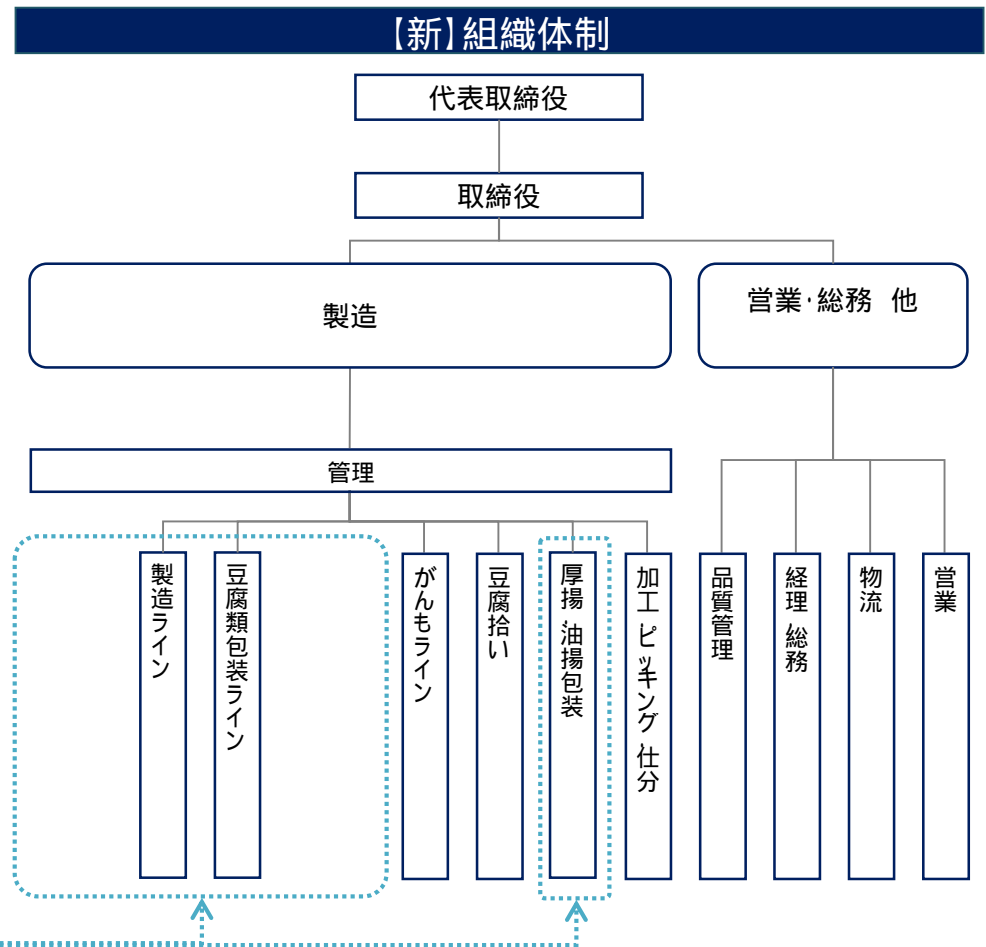 【新】組織体制
代表取締役
取締役
製造
営業・総務 他
管理
製造ライン
豆腐類包装ライン
がんもライン
豆腐拾い
厚揚・油揚包装
加工・ピッキング・仕分
品質管理
経理・総務
物流
営業